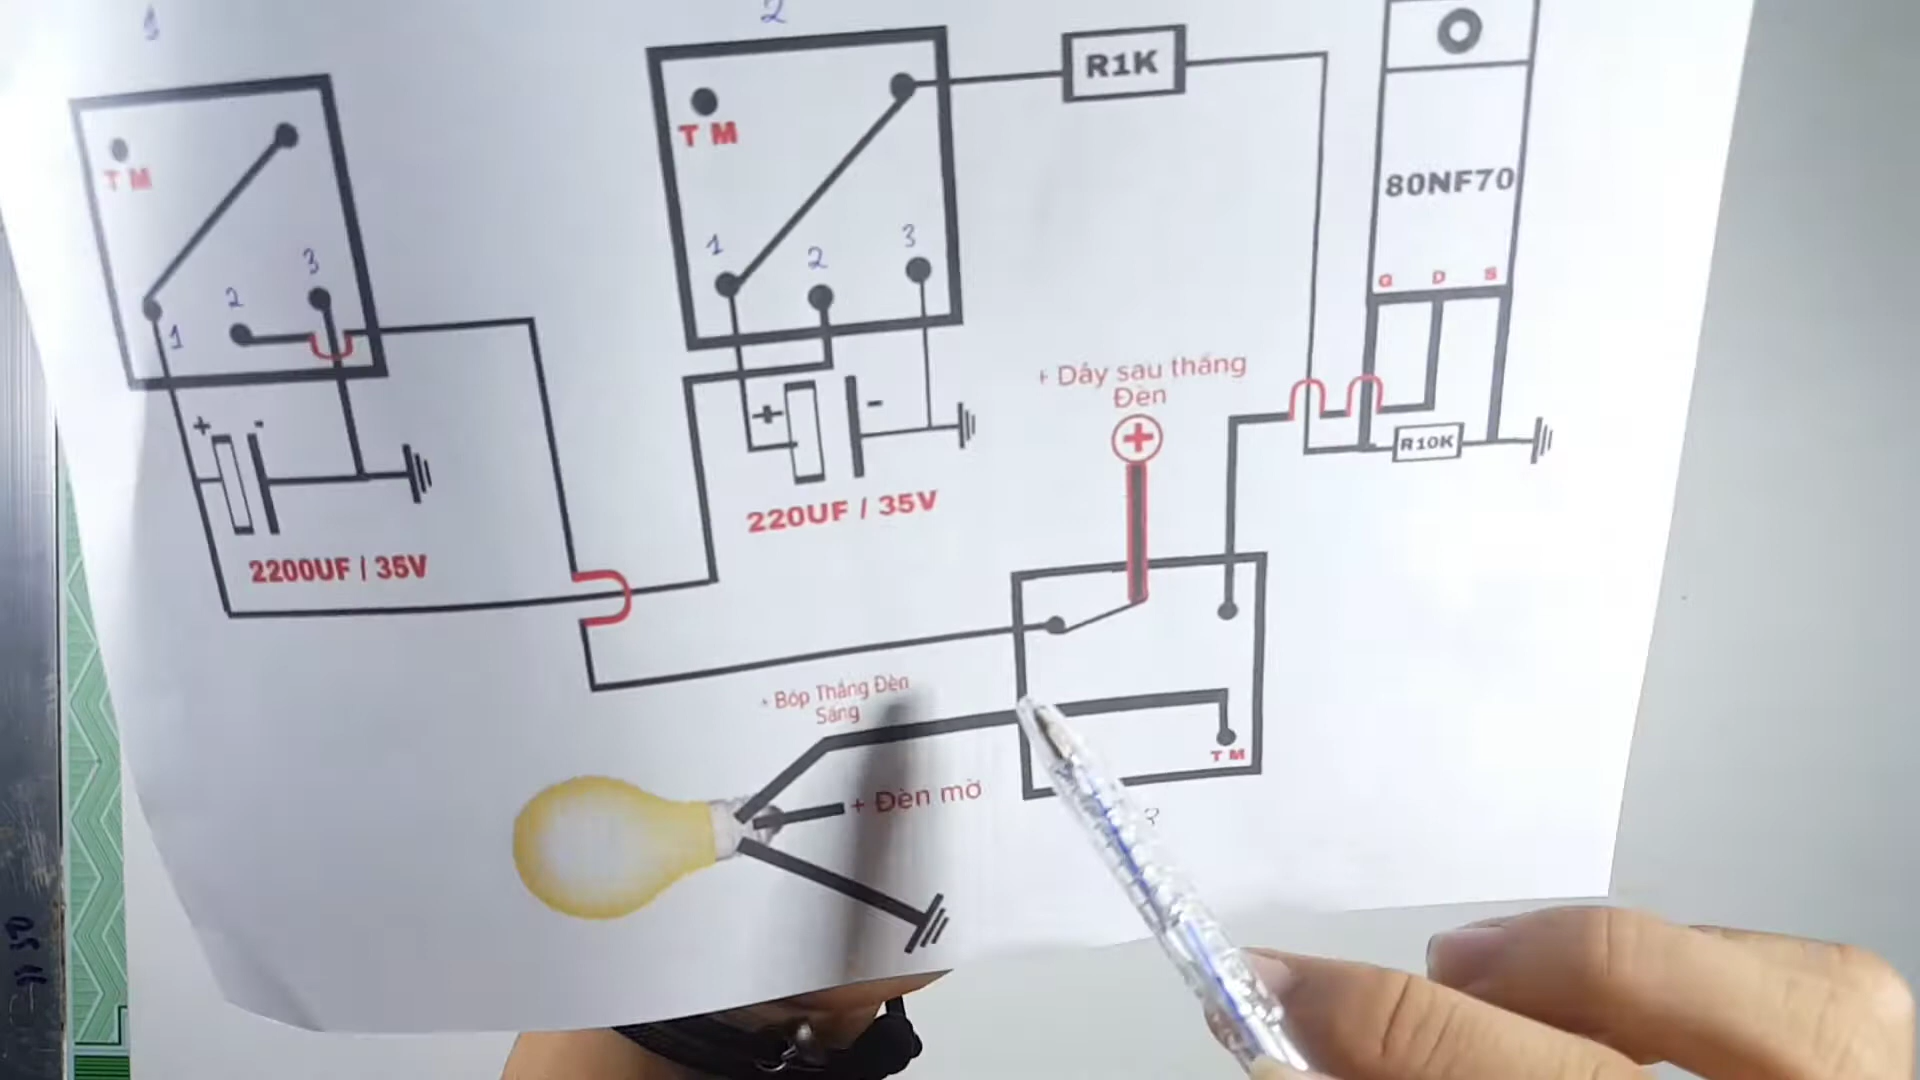 1
2
T M
1
2
3
+ -
2200UF / 35V
T M
1
2
3
+ -
220UF / 35V
R1K
80NF70
G D S
R10K
+ Dây sau thắng
Đèn
+
+ Bóp Thắng Đèn
Sáng
+ Đèn mờ
T M